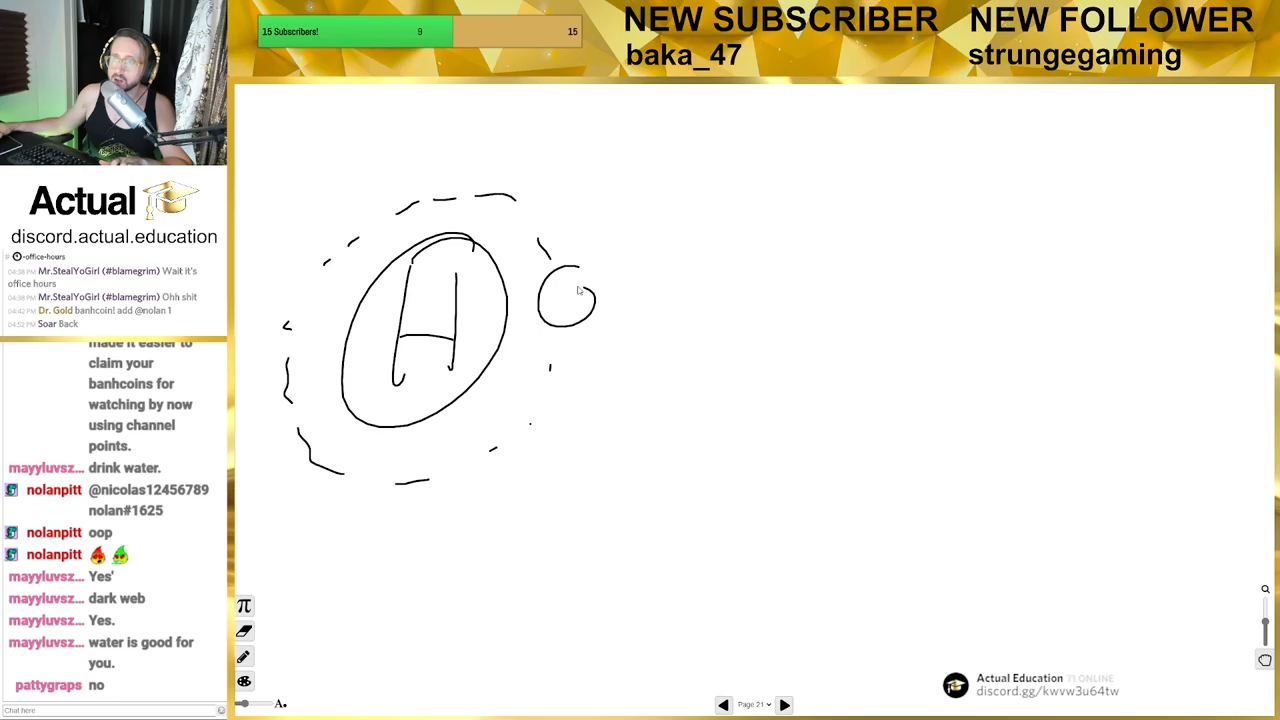 15 Subscribers!
9
15
NEW SUBSCRIBER
baka_47
NEW FOLLOWER
strungegaming
Actual
discord.actual.education
# -office-hours
04:38 PM Mr.StealYoGirl (#blamegrim) Wait it's
office hours
04:38 PM Mr.StealYoGirl (#blamegrim) Ohh shit
04:42 PM Dr. Gold banhcoin! add @nolan 1
04:52 PM Soar Back
made it easier to
claim your
banhcoins for
watching by now
using channel
points.
mayyluvsz... drink water.
nolanpitt @nicolas12456789
nolan#1625
nolanpitt oop
nolanpitt
mayyluvsz... Yes'
mayyluvsz... dark web
mayyluvsz... Yes.
mayyluvsz... water is good for
you.
pattygraps no
Chat here
H
π
A
Page 21
Actual Education 71 ONLINE
discord.gg/kwvw3u64tw